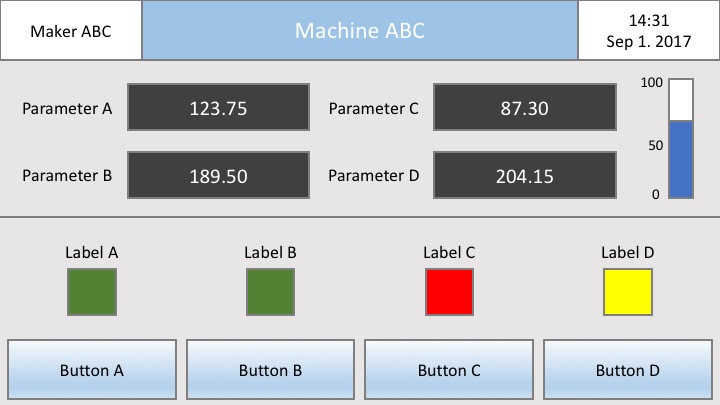 Maker ABC
Machine ABC
14:31
Sep 1. 2017
Parameter A
123.75
Parameter C
87.30
100
50
0
Parameter B
189.50
Parameter D
204.15
Label A
Label B
Label C
Label D
Button A
Button B
Button C
Button D